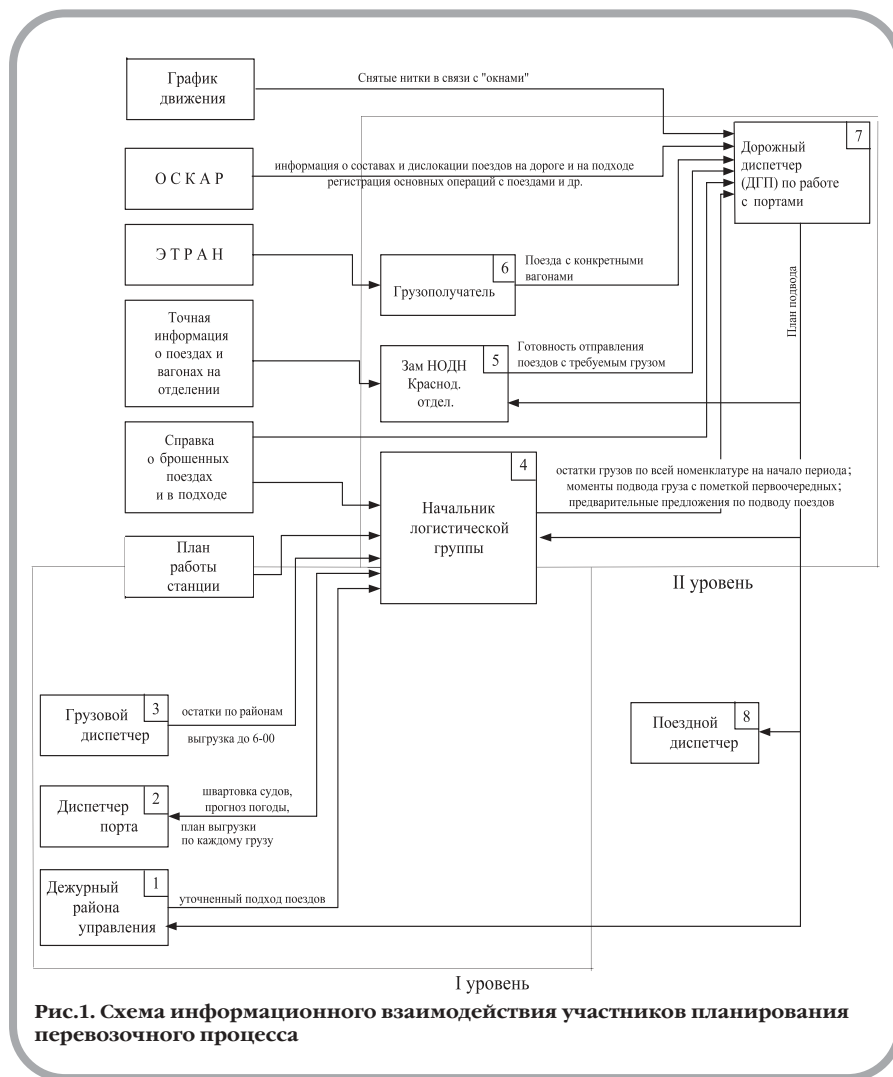 График
движения
Снятые нитки в связи с "окнами"
7
Дорожный
диспетчер
(ДГП) по работе
с портами
О С К А Р
информация о составах и дислокации поездов на дороге и на подходе
регистрация основных операций с поездами и др.
Э Т Р А Н
6
Грузополучатель
Поезда с конкретными
вагонами
План подвода
Точная
информация
о поездах и
вагонах на
отделении
5
Зам НОДН
Краснод.
отдел.
Готовность отправления
поездов с требуемым грузом
Справка
о брошенных
поездах
и в подходе
4
Начальник
логистической
группы
остатки грузов по всей номенклатуре на начало периода;
моменты подвода груза с пометкой первоочередных;
предварительные предложения по подводу поездов
План
работы
станции
II уровень
3
Грузовой
диспетчер
остатки по районам
выгрузка до 6-00
8
Поездной
диспетчер
2
Диспетчер
порта
швартовка судов,
прогноз погоды,
план выгрузки
по каждому грузу
1
Дежурный
района
управления
уточненный подход поездов
I уровень
Рис.1. Схема информационного взаимодействия участников планирования
перевозочного процесса